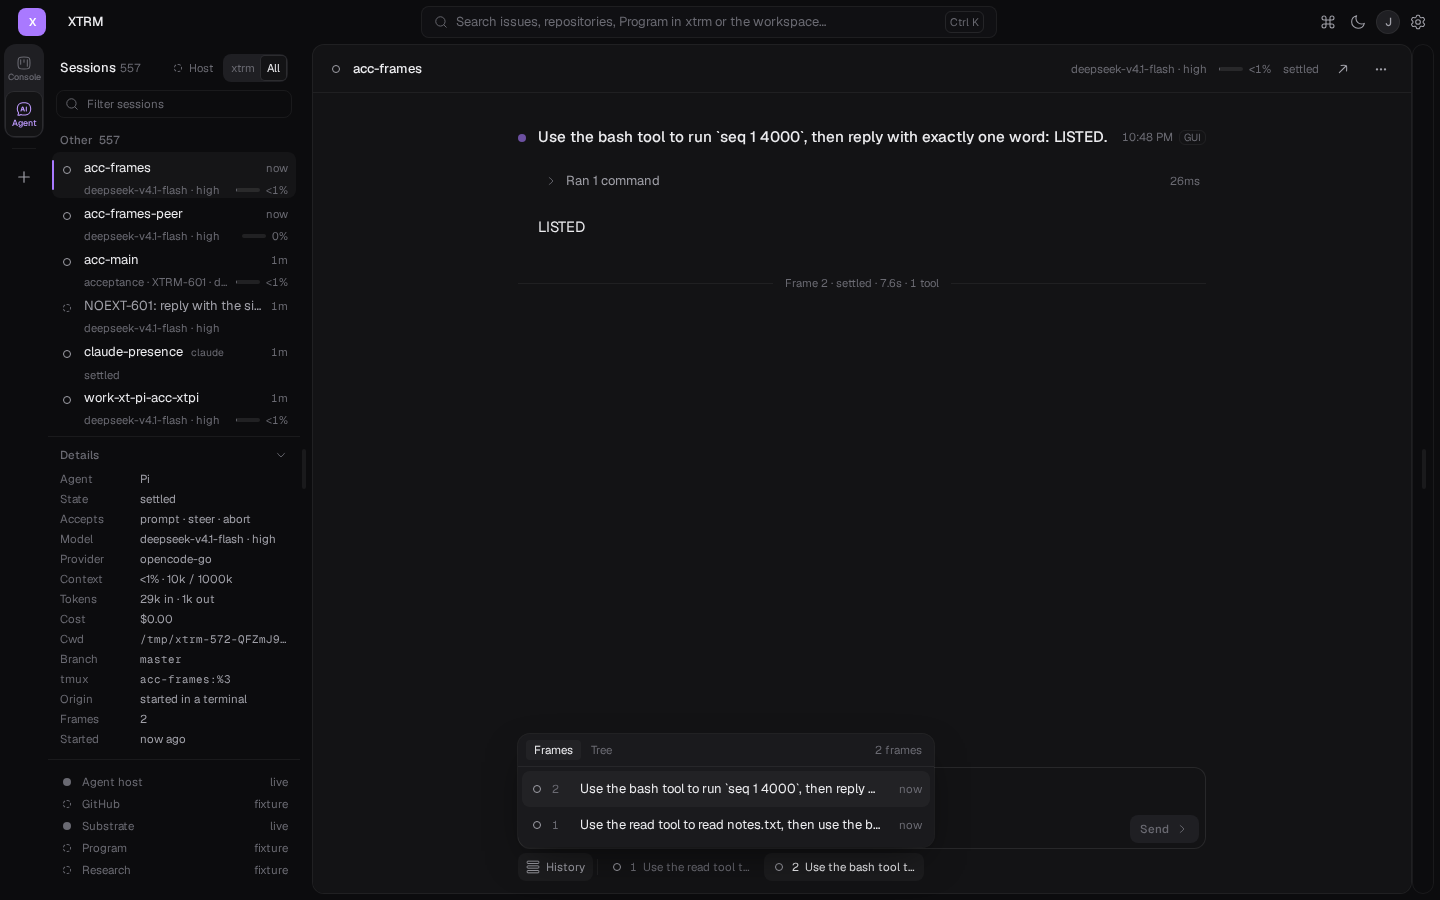 X XTRM Search issues, repositories, Program in xtrm or the workspace... Ctrl K J
Console
AI
Agent
Sessions 557 Host xtrm All
Filter sessions
Other 557
acc-frames now
deepseek-v4.1-flash · high <1%
acc-frames-peer now
deepseek-v4.1-flash · high 0%
acc-main 1m
acceptance · XTRM-601 · d... <1%
NOEXT-601: reply with the si... 1m
deepseek-v4.1-flash · high
claude-presence claude 1m
settled
work-xt-pi-acc-xtpi 1m
deepseek-v4.1-flash · high <1%
Details
Agent Pi
State settled
Accepts prompt · steer · abort
Model deepseek-v4.1-flash · high
Provider opencode-go
Context <1% · 10k / 1000k
Tokens 29k in · 1k out
Cost $0.00
Cwd /tmp/xtrm-572-QFZmJ9...
Branch master
tmux acc-frames:%3
Origin started in a terminal
Frames 2
Started now ago
Agent host live
GitHub fixture
Substrate live
Program fixture
Research fixture
acc-frames deepseek-v4.1-flash · high <1% settled
Use the bash tool to run `seq 1 4000`, then reply with exactly one word: LISTED. 10:48 PM GUI
Ran 1 command 26ms
LISTED
Frame 2 · settled · 7.6s · 1 tool
Frames Tree 2 frames
2 Use the bash tool to run `seq 1 4000`, then reply ... now
1 Use the read tool to read notes.txt, then use the b... now
Send
History 1 Use the read tool t... 2 Use the bash tool t...